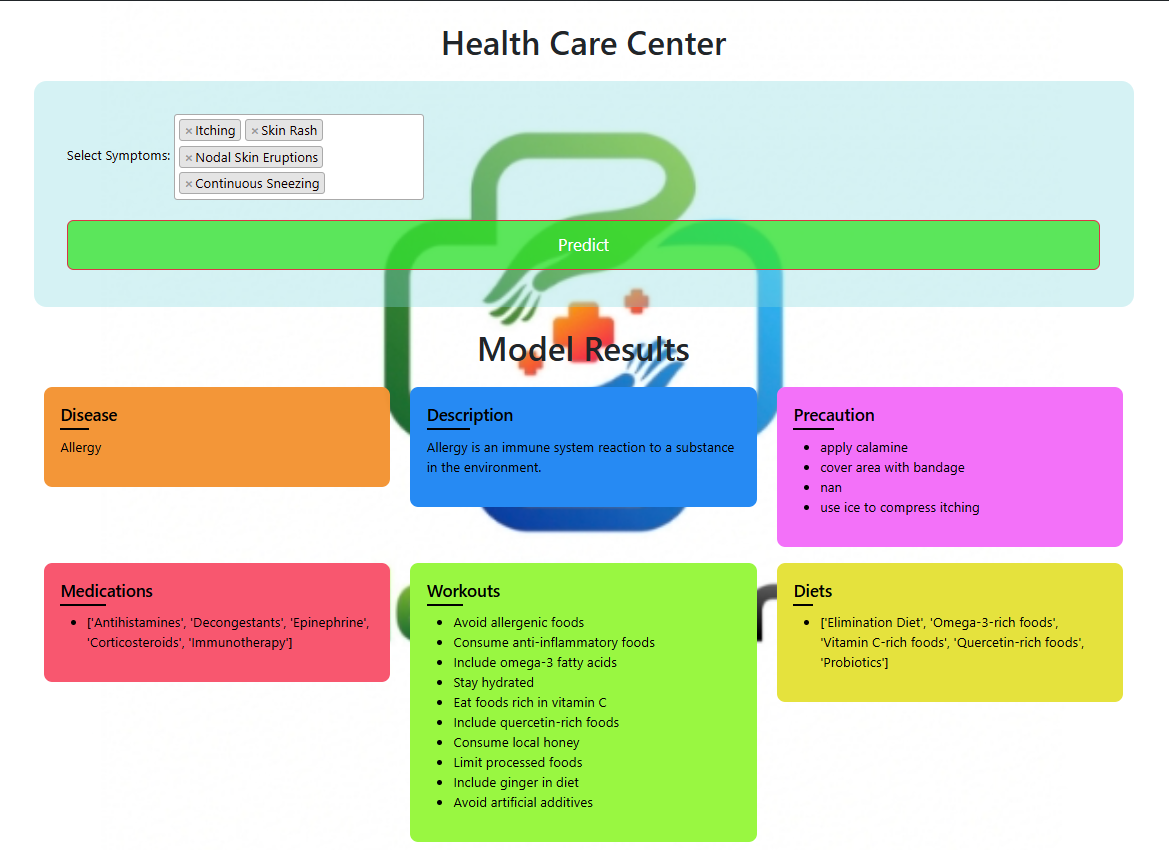 Health Care Center
Select Symptoms:
× Itching × Skin Rash
× Nodal Skin Eruptions
× Continuous Sneezing
Predict
Model Results
Disease
Allergy
Description
Allergy is an immune system reaction to a substance
in the environment.
Precaution
apply calamine
cover area with bandage
nan
use ice to compress itching
Medications
['Antihistamines', 'Decongestants', 'Epinephrine',
'Corticosteroids', 'Immunotherapy']
Workouts
Avoid allergenic foods
Consume anti-inflammatory foods
Include omega-3 fatty acids
Stay hydrated
Eat foods rich in vitamin C
Include quercetin-rich foods
Consume local honey
Limit processed foods
Include ginger in diet
Avoid artificial additives
Diets
['Elimination Diet', 'Omega-3-rich foods',
'Vitamin C-rich foods', 'Quercetin-rich foods',
'Probiotics']